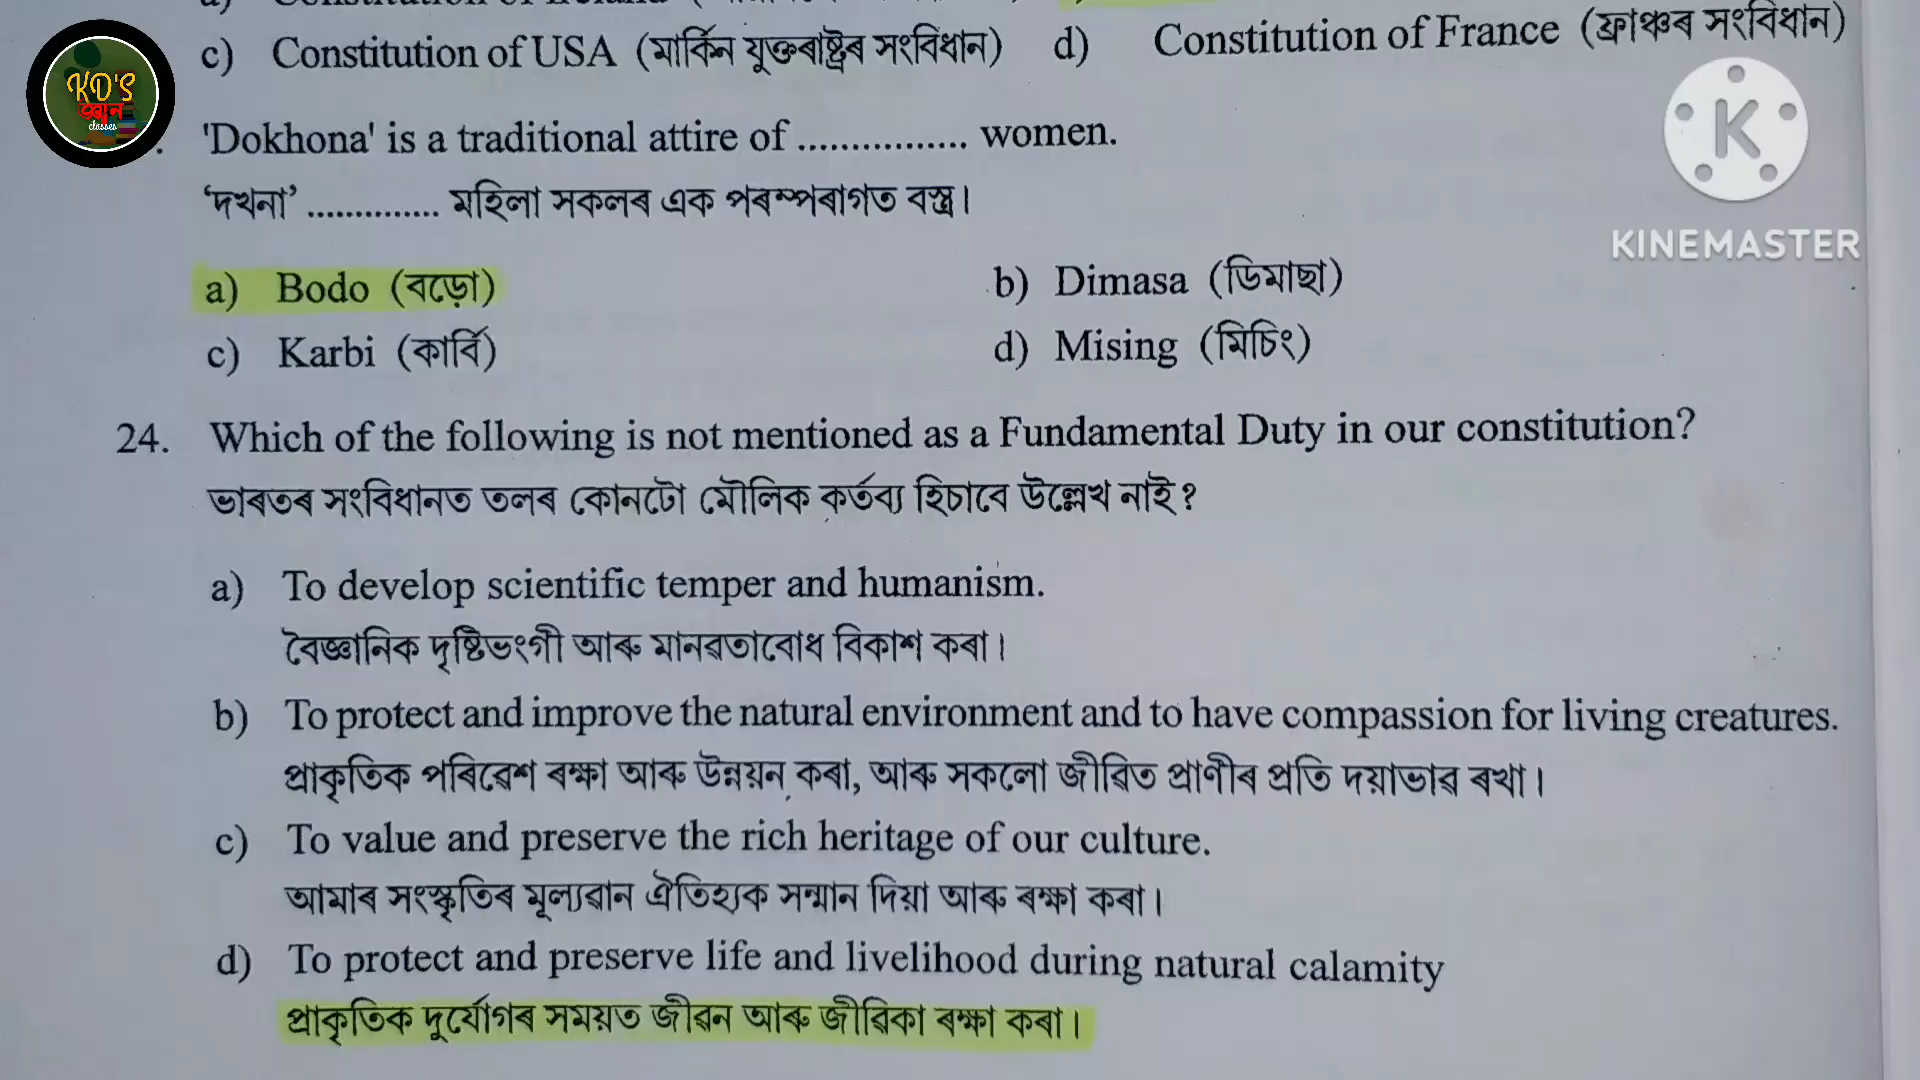 c) Constitution of USA (মাৰ্কিন যুক্তৰাষ্ট্ৰৰ সংবিধান) d) Constitution of France (ফ্ৰাঞ্চৰ সংবিধান)
KD'S
জ্ঞান
classes
'Dokhona' is a traditional attire of ................ women.
‘দখনা’ .............. মহিলা সকলৰ এক পৰম্পৰাগত বস্ত্ৰ।
KINEMASTER
a) Bodo (বড়ো) b) Dimasa (ডিমাছা)
c) Karbi (কাৰ্বি) d) Mising (মিচিং)
24. Which of the following is not mentioned as a Fundamental Duty in our constitution?
ভাৰতৰ সংবিধানত তলৰ কোনটো মৌলিক কৰ্তব্য হিচাবে উল্লেখ নাই?
a) To develop scientific temper and humanism.
বৈজ্ঞানিক দৃষ্টিভংগী আৰু মানৱতাবোধ বিকাশ কৰা।
b) To protect and improve the natural environment and to have compassion for living creatures.
প্ৰাকৃতিক পৰিৱেশ ৰক্ষা আৰু উন্নয়ন কৰা, আৰু সকলো জীৱিত প্ৰাণীৰ প্ৰতি দয়াভাৱ ৰখা।
c) To value and preserve the rich heritage of our culture.
আমাৰ সংস্কৃতিৰ মূল্যৱান ঐতিহ্যক সন্মান দিয়া আৰু ৰক্ষা কৰা।
d) To protect and preserve life and livelihood during natural calamity
প্ৰাকৃতিক দুৰ্যোগৰ সময়ত জীৱন আৰু জীৱিকা ৰক্ষা কৰা।